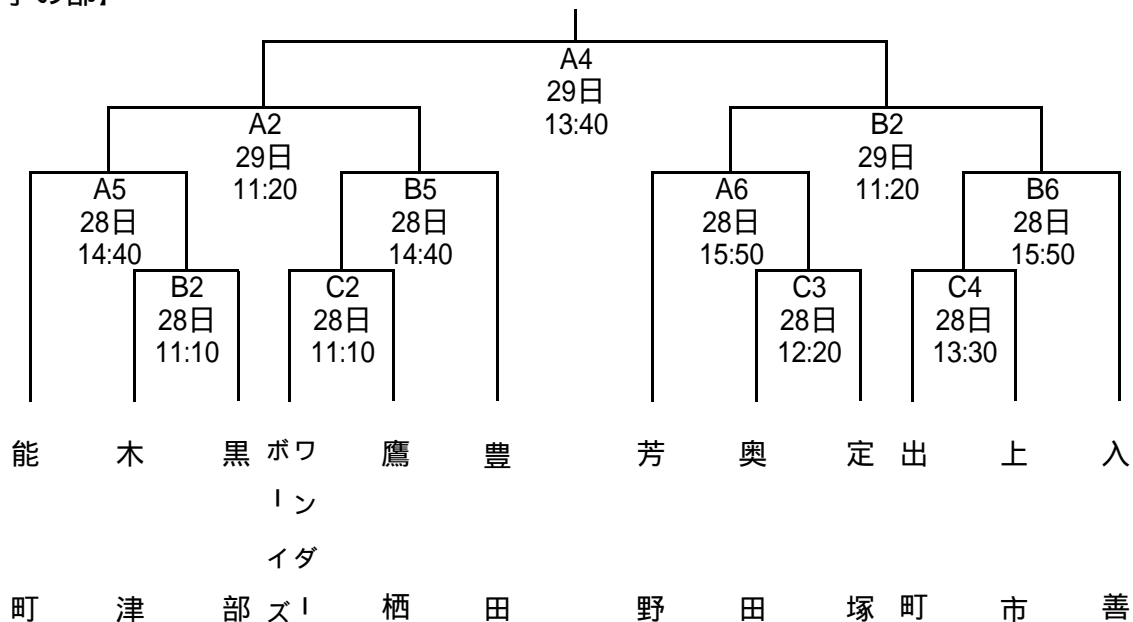 子の部】
A4
29日
13:40
A2
29日
11:20
B2
29日
11:20
A5
28日
14:40
B5
28日
14:40
A6
28日
15:50
B6
28日
15:50
B2
28日
11:10
C2
28日
11:10
C3
28日
12:20
C4
28日
13:30
能町
木津
黒部
ワンダー
ボーイズ
鷹栖
豊田
芳野
奥田
定塚
出町
上市
入善